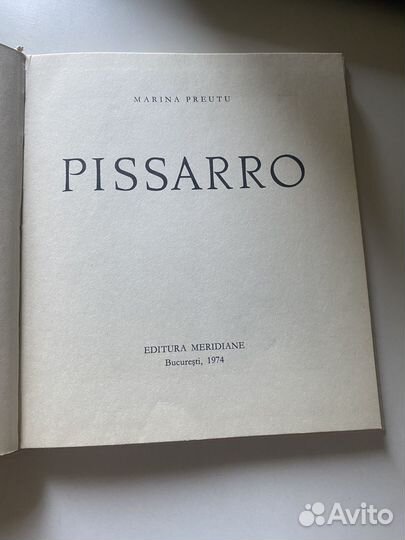 MARINA PREUTU
PISSARRO
EDITURA MERIDIANE
București, 1974
Avito